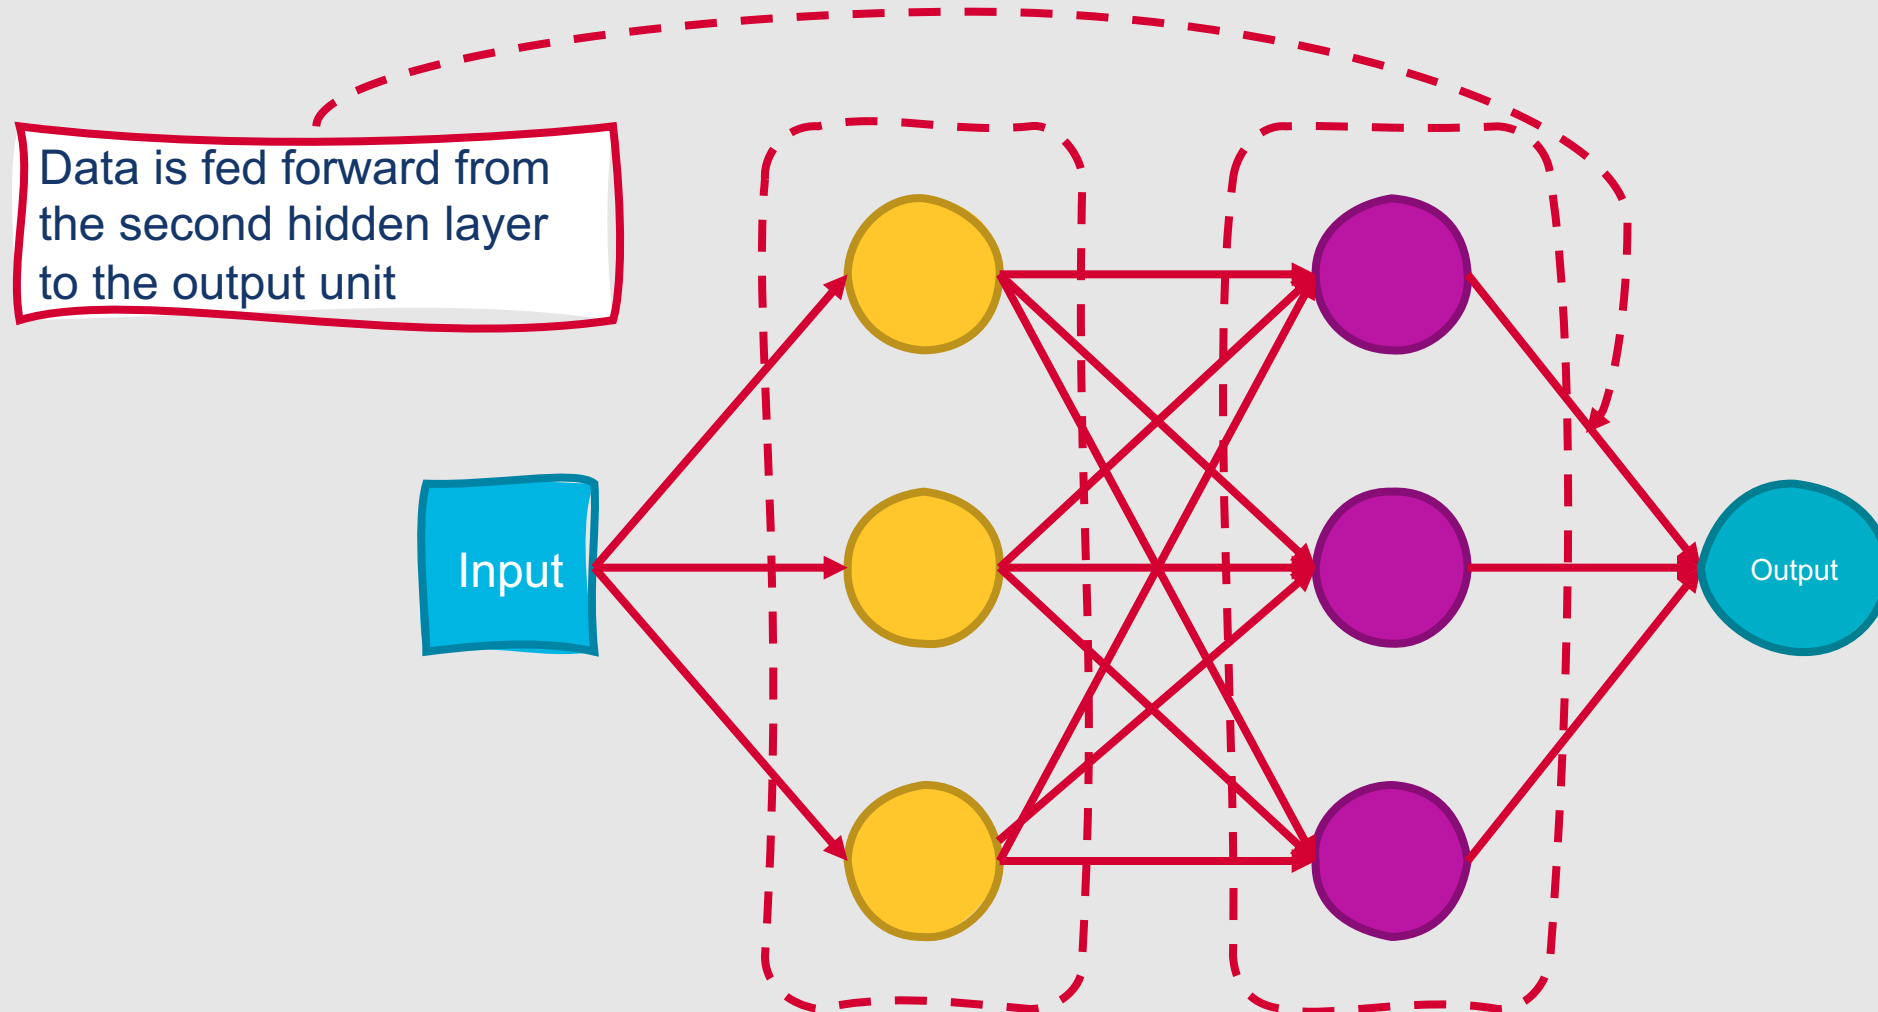 Data is fed forward from
the second hidden layer
to the output unit
Input
Output